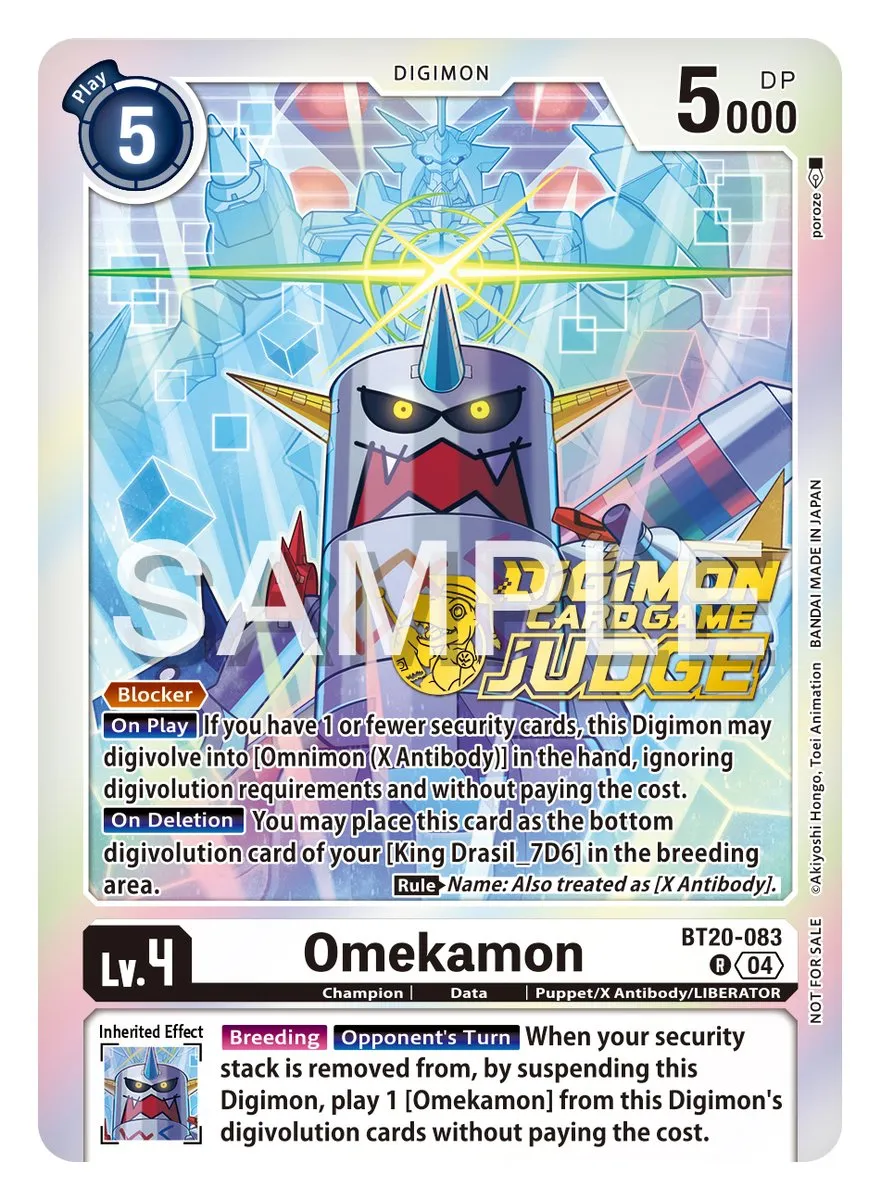 Play
5
DIGIMON
DP
5000
poroze
SAMPLE
DIGIMON
CARD GAME
JUDGE
Blocker
On Play If you have 1 or fewer security cards, this Digimon may
digivolve into [Omnimon (X Antibody)] in the hand, ignoring
digivolution requirements and without paying the cost.
On Deletion You may place this card as the bottom
digivolution card of your [King Drasil_7D6] in the breeding
area.
Rule Name: Also treated as [X Antibody].
©Akiyoshi Hongo, Toei Animation BANDAI MADE IN JAPAN
NOT FOR SALE
Lv.4
Omekamon
BT20-083
R 04
Champion | Data | Puppet/X Antibody/LIBERATOR
Inherited Effect
Breeding Opponent's Turn When your security
stack is removed from, by suspending this
Digimon, play 1 [Omekamon] from this Digimon's
digivolution cards without paying the cost.